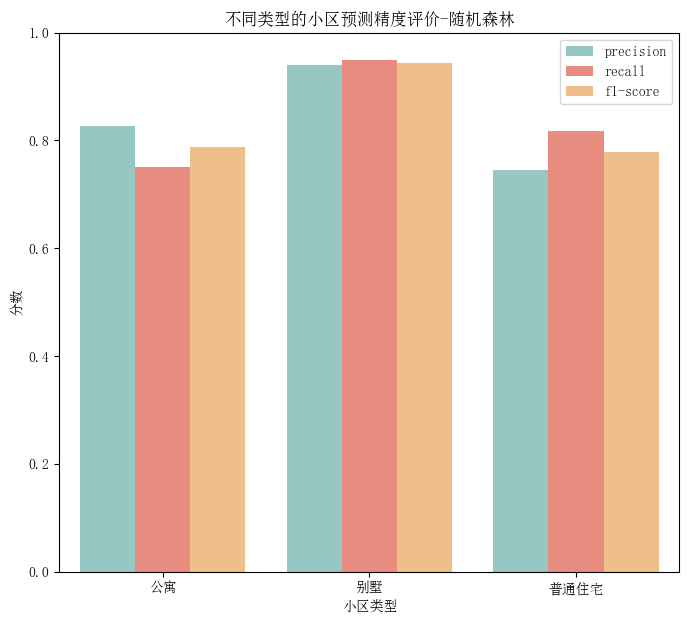 不同类型的小区预测精度评价-随机森林
precision
recall
f1-score
1.0
0.8
0.6
0.4
0.2
0.0
分数
公寓 别墅 普通住宅
小区类型